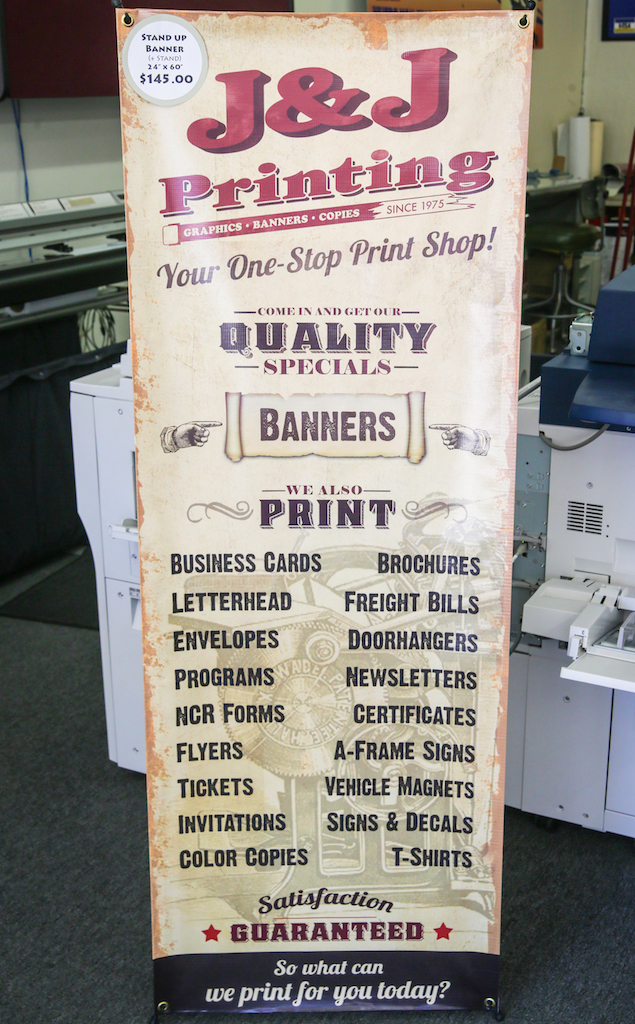 STAND UP
BANNER
(+ STAND)
24" x 60"
$145.00
J&J
Printing
GRAPHICS • BANNERS • COPIES
SINCE 1975
Your One-Stop Print Shop!
COME IN AND GET OUR
QUALITY
SPECIALS
BANNERS
WE ALSO
PRINT
BUSINESS CARDS BROCHURES
LETTERHEAD FREIGHT BILLS
ENVELOPES DOORHANGERS
PROGRAMS NEWSLETTERS
NCR FORMS CERTIFICATES
FLYERS A-FRAME SIGNS
TICKETS VEHICLE MAGNETS
INVITATIONS SIGNS & DECALS
COLOR COPIES T-SHIRTS
Satisfaction
GUARANTEED
So what can
we print for you today?